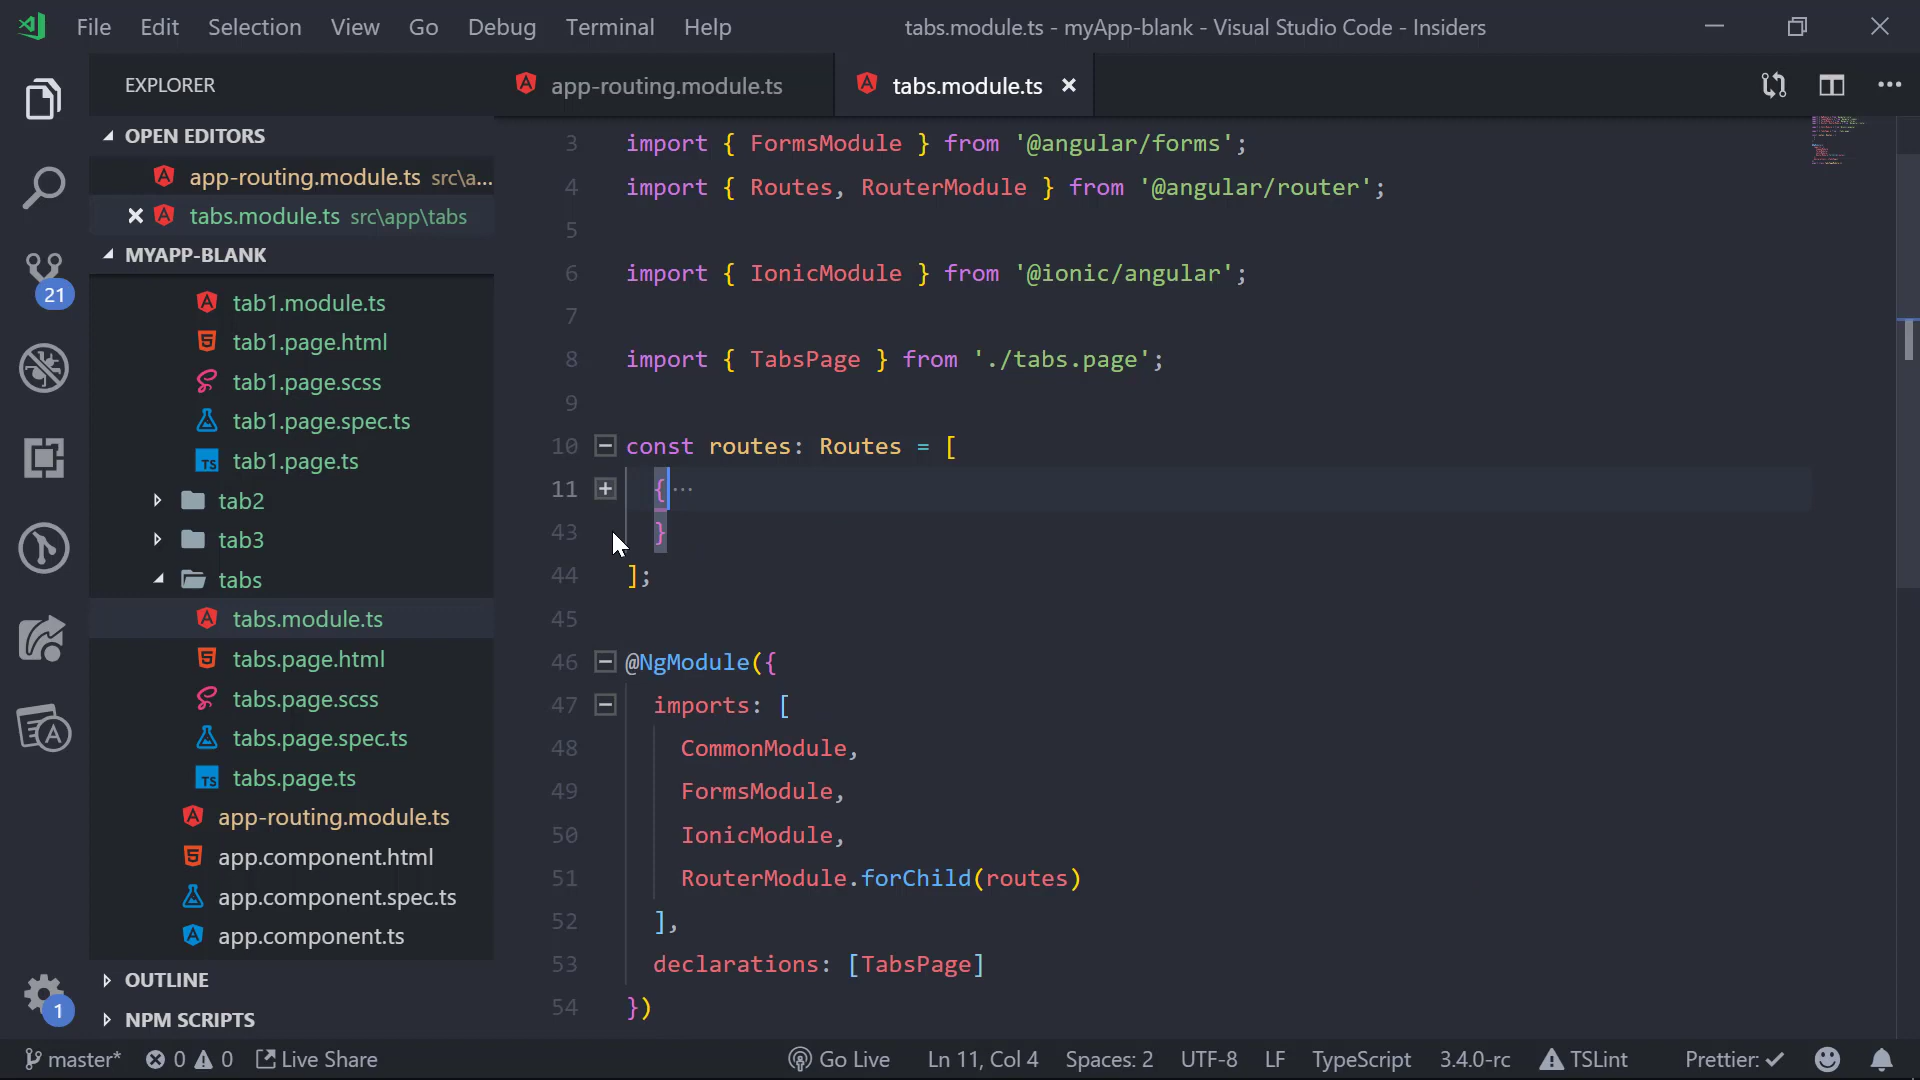 File Edit Selection View Go Debug Terminal Help
tabs.module.ts - myApp-blank - Visual Studio Code - Insiders
EXPLORER
OPEN EDITORS
app-routing.module.ts src\a...
tabs.module.ts src\app\tabs
MYAPP-BLANK
tab1.module.ts
tab1.page.html
tab1.page.scss
tab1.page.spec.ts
tab1.page.ts
tab2
tab3
tabs
tabs.module.ts
tabs.page.html
tabs.page.scss
tabs.page.spec.ts
tabs.page.ts
app-routing.module.ts
app.component.html
app.component.spec.ts
app.component.ts
OUTLINE
NPM SCRIPTS
21
1
app-routing.module.ts
tabs.module.ts
3 import { FormsModule } from '@angular/forms';
4 import { Routes, RouterModule } from '@angular/router';
5
6 import { IonicModule } from '@ionic/angular';
7
8 import { TabsPage } from './tabs.page';
9
10 const routes: Routes = [
11 { ...
43 }
44 ];
45
46 @NgModule({
47 imports: [
48 CommonModule,
49 FormsModule,
50 IonicModule,
51 RouterModule.forChild(routes)
52 ],
53 declarations: [TabsPage]
54 })
master* 0 0 Live Share Go Live Ln 11, Col 4 Spaces: 2 UTF-8 LF TypeScript 3.4.0-rc TSLint Prettier: ✓